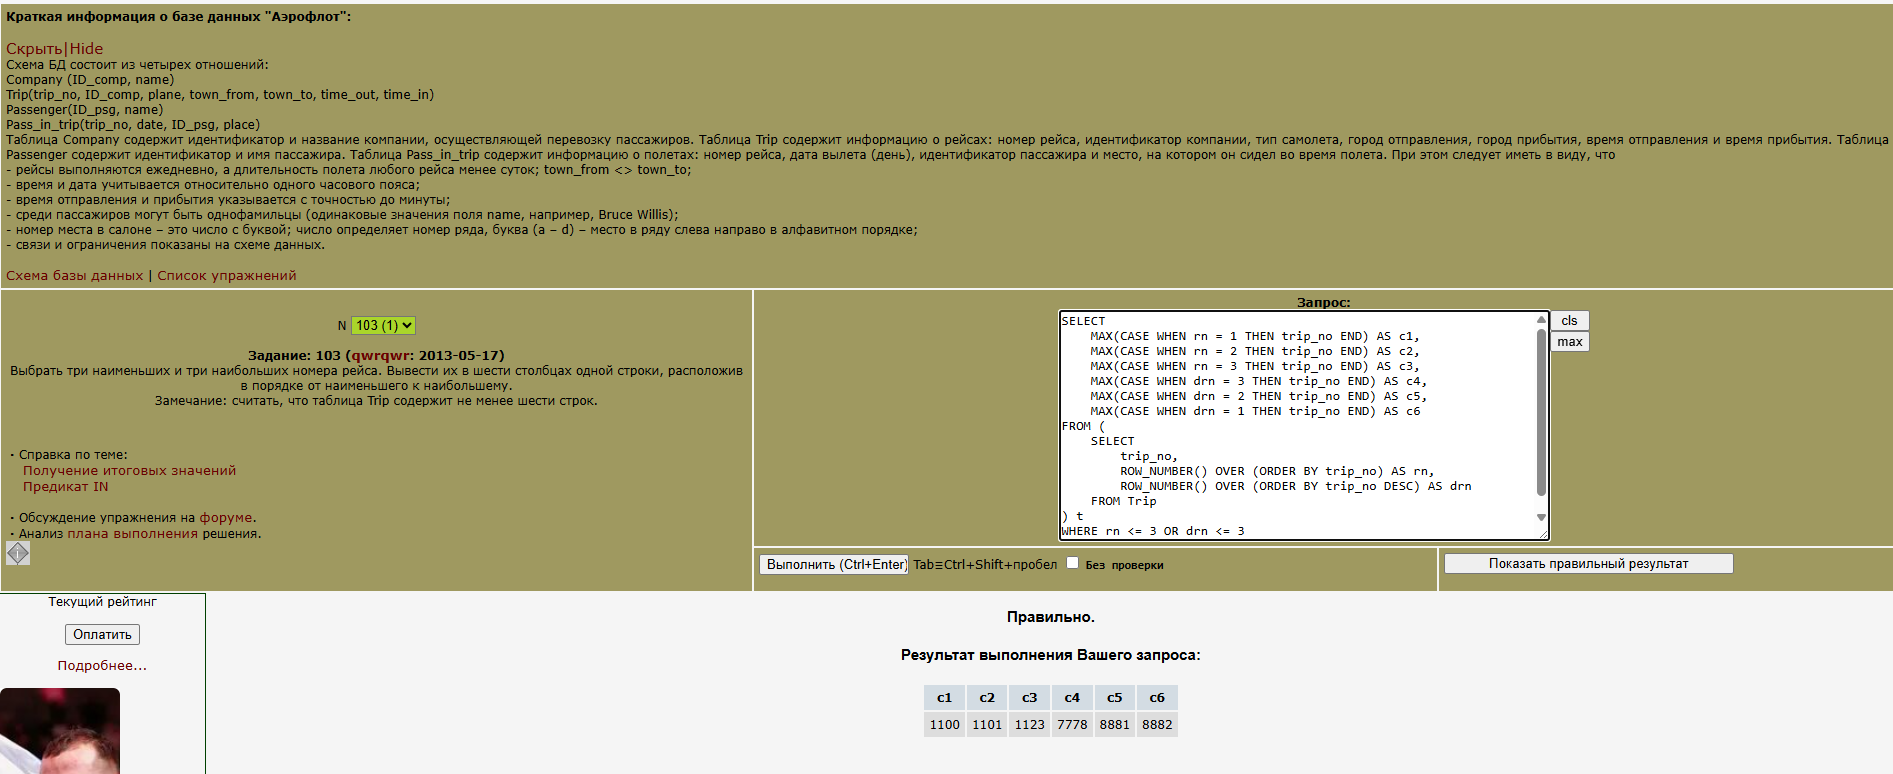 Краткая информация о базе данных "Аэрофлот":
Скрыть|Hide
Схема БД состоит из четырех отношений:
Company (ID_comp, name)
Trip(trip_no, ID_comp, plane, town_from, town_to, time_out, time_in)
Passenger(ID_psg, name)
Pass_in_trip(trip_no, date, ID_psg, place)
Таблица Company содержит идентификатор и название компании, осуществляющей перевозку пассажиров. Таблица Trip содержит информацию о рейсах: номер рейса, идентификатор компании, тип самолета, город отправления, город прибытия, время отправления и время прибытия. Таблица
Passenger содержит идентификатор и имя пассажира. Таблица Pass_in_trip содержит информацию о полетах: номер рейса, дата вылета (день), идентификатор пассажира и место, на котором он сидел во время полета. При этом следует иметь в виду, что
- рейсы выполняются ежедневно, а длительность полета любого рейса менее суток; town_from <> town_to;
- время и дата учитывается относительно одного часового пояса;
- время отправления и прибытия указывается с точностью до минуты;
- среди пассажиров могут быть однофамильцы (одинаковые значения поля name, например, Bruce Willis);
- номер места в салоне – это число с буквой; число определяет номер ряда, буква (a – d) – место в ряду слева направо в алфавитном порядке;
- связи и ограничения показаны на схеме данных.
Схема базы данных | Список упражнений
N 103 (1)
Задание: 103 (qwrqwr: 2013-05-17)
Выбрать три наименьших и три наибольших номера рейса. Вывести их в шести столбцах одной строки, расположив
в порядке от наименьшего к наибольшему.
Замечание: считать, что таблица Trip содержит не менее шести строк.
· Справка по теме:
Получение итоговых значений
Предикат IN
· Обсуждение упражнения на форуме.
· Анализ плана выполнения решения.
Запрос:
SELECT
MAX(CASE WHEN rn = 1 THEN trip_no END) AS c1,
MAX(CASE WHEN rn = 2 THEN trip_no END) AS c2,
MAX(CASE WHEN rn = 3 THEN trip_no END) AS c3,
MAX(CASE WHEN drn = 3 THEN trip_no END) AS c4,
MAX(CASE WHEN drn = 2 THEN trip_no END) AS c5,
MAX(CASE WHEN drn = 1 THEN trip_no END) AS c6
FROM (
SELECT
trip_no,
ROW_NUMBER() OVER (ORDER BY trip_no) AS rn,
ROW_NUMBER() OVER (ORDER BY trip_no DESC) AS drn
FROM Trip
) t
WHERE rn <= 3 OR drn <= 3
cls
max
Выполнить (Ctrl+Enter) Tab≡Ctrl+Shift+пробел Без проверки
Показать правильный результат
Текущий рейтинг
Оплатить
Подробнее...
Правильно.
Результат выполнения Вашего запроса:
c1 c2 c3 c4 c5 c6
1100 1101 1123 7778 8881 8882